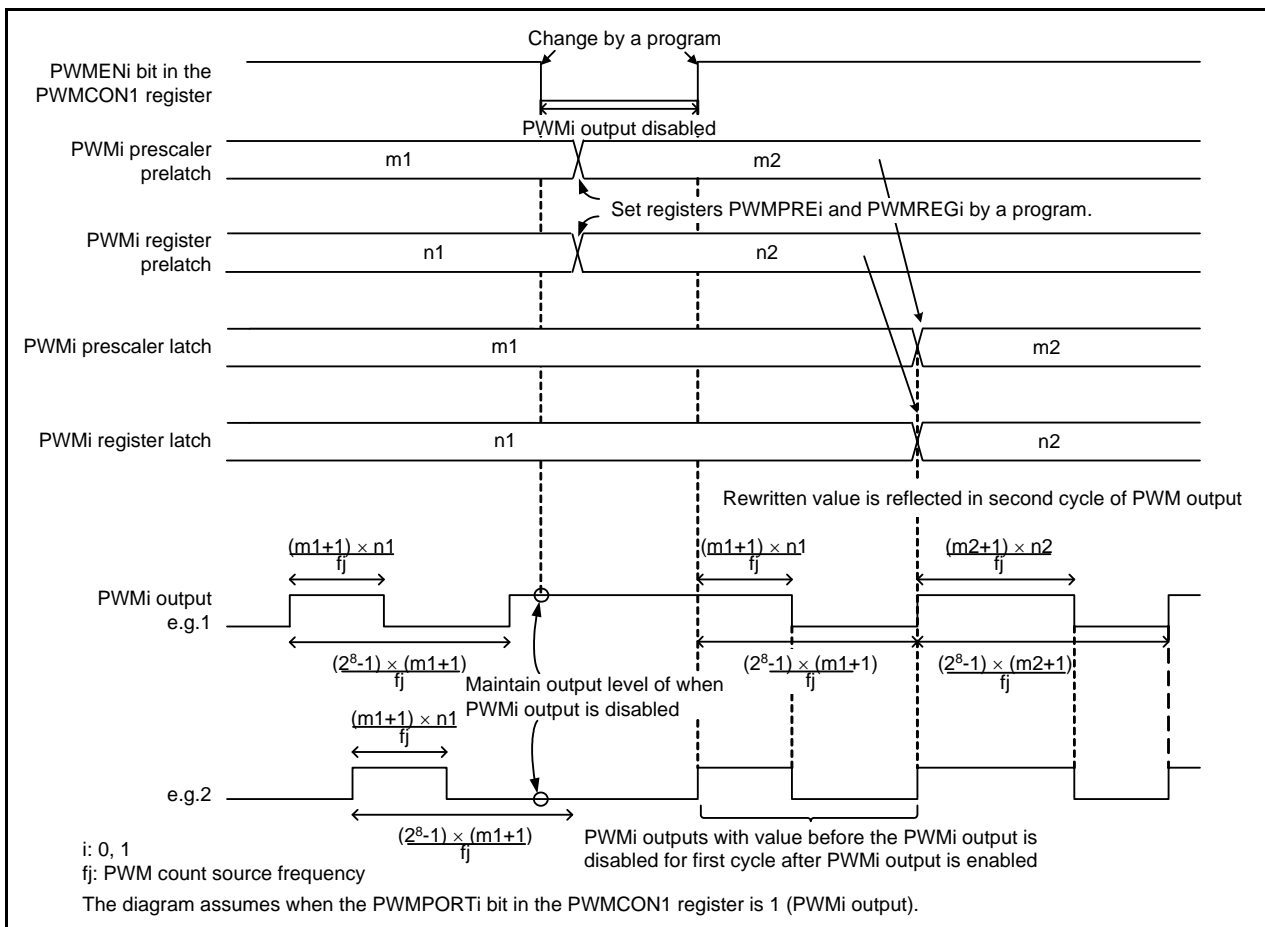 Change by a program
PWMENi bit in the
PWMCON1 register
PWMi output disabled
PWMi prescaler
prelatch
m1
m2
Set registers PWMPREi and PWMREGi by a program.
PWMi register
prelatch
n1
n2
PWMi prescaler latch
m1
m2
PWMi register latch
n1
n2
Rewritten value is reflected in second cycle of PWM output
(m1+1) × n1
fj
(m1+1) × n1
fj
(m2+1) × n2
fj
PWMi output
e.g.1
(2⁸-1) × (m1+1)
fj
(2⁸-1) × (m1+1)
fj
(2⁸-1) × (m2+1)
fj
Maintain output level of when
PWMi output is disabled
(m1+1) × n1
fj
e.g.2
(2⁸-1) × (m1+1)
fj
PWMi outputs with value before the PWMi output is
disabled for first cycle after PWMi output is enabled
i: 0, 1
fj: PWM count source frequency
The diagram assumes when the PWMPORTi bit in the PWMCON1 register is 1 (PWMi output).